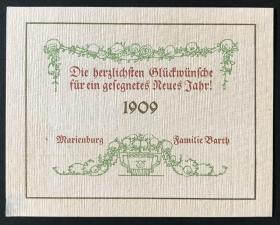 Die herzlichsten Glückwünsche
für ein gesegnetes Neues Jahr!
1909
Marienburg Familie Barth